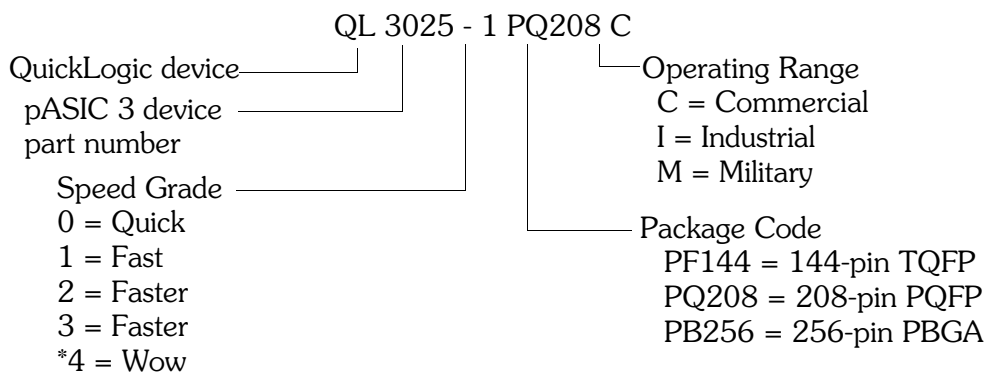 QL 3025 - 1 PQ208 C
QuickLogic device
pASIC 3 device
part number
Speed Grade
0 = Quick
1 = Fast
2 = Faster
3 = Faster
*4 = Wow
Operating Range
C = Commercial
I = Industrial
M = Military
Package Code
PF144 = 144-pin TQFP
PQ208 = 208-pin PQFP
PB256 = 256-pin PBGA